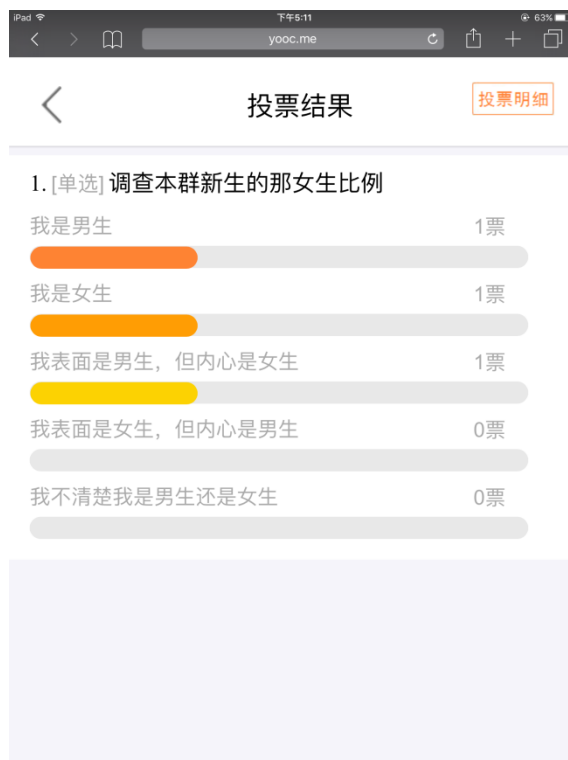 iPad 下午5:11 63%
yooc.me
投票结果 投票明细
1. [单选] 调查本群新生的那女生比例
我是男生 1票
我是女生 1票
我表面是男生，但内心是女生 1票
我表面是女生，但内心是男生 0票
我不清楚我是男生还是女生 0票